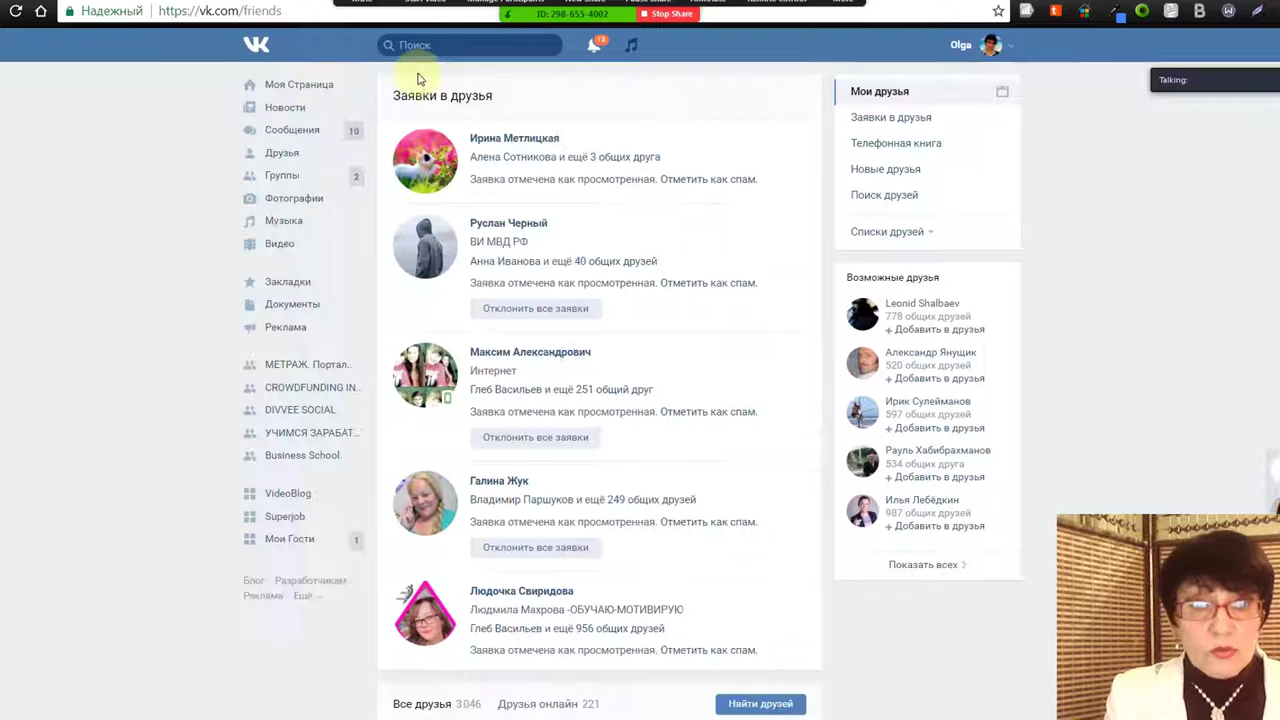 Надежный
https://vk.com/friends
ID: 298-655-4002
Stop Share
Поиск
13
Olga
Talking:
Моя Страница
Новости
Сообщения 10
Друзья
Группы 2
Фотографии
Музыка
Видео
Закладки
Документы
Реклама
МЕТРАЖ. Портал..
CROWDFUNDING IN..
DIVVEE SOCIAL
УЧИМСЯ ЗАРАБАТ...
Business School.
VideoBlog
Superjob
Мои Гости 1
Блог Разработчикам
Реклама Ещё
Заявки в друзья
Ирина Метлицкая
Алена Сотникова и ещё 3 общих друга
Заявка отмечена как просмотренная. Отметить как спам.
Руслан Черный
ВИ МВД РФ
Анна Иванова и ещё 40 общих друзей
Заявка отмечена как просмотренная. Отметить как спам.
Отклонить все заявки
Максим Александрович
Интернет
Глеб Васильев и ещё 251 общий друг
Заявка отмечена как просмотренная. Отметить как спам.
Отклонить все заявки
Галина Жук
Владимир Паршуков и ещё 249 общих друзей
Заявка отмечена как просмотренная. Отметить как спам.
Отклонить все заявки
Людочка Свиридова
Людмила Махрова -ОБУЧАЮ-МОТИВИРУЮ
Глеб Васильев и ещё 956 общих друзей
Заявка отмечена как просмотренная. Отметить как спам.
Все друзья 3 046 Друзья онлайн 221
Найти друзей
Мои друзья
Заявки в друзья
Телефонная книга
Новые друзья
Поиск друзей
Списки друзей
Возможные друзья
Leonid Shalbaev
778 общих друзей
+ Добавить в друзья
Александр Янущик
520 общих друзей
+ Добавить в друзья
Ирик Сулейманов
597 общих друзей
+ Добавить в друзья
Рауль Хабибрахманов
534 общих друга
+ Добавить в друзья
Илья Лебёдкин
987 общих друзей
+ Добавить в друзья
Показать всех